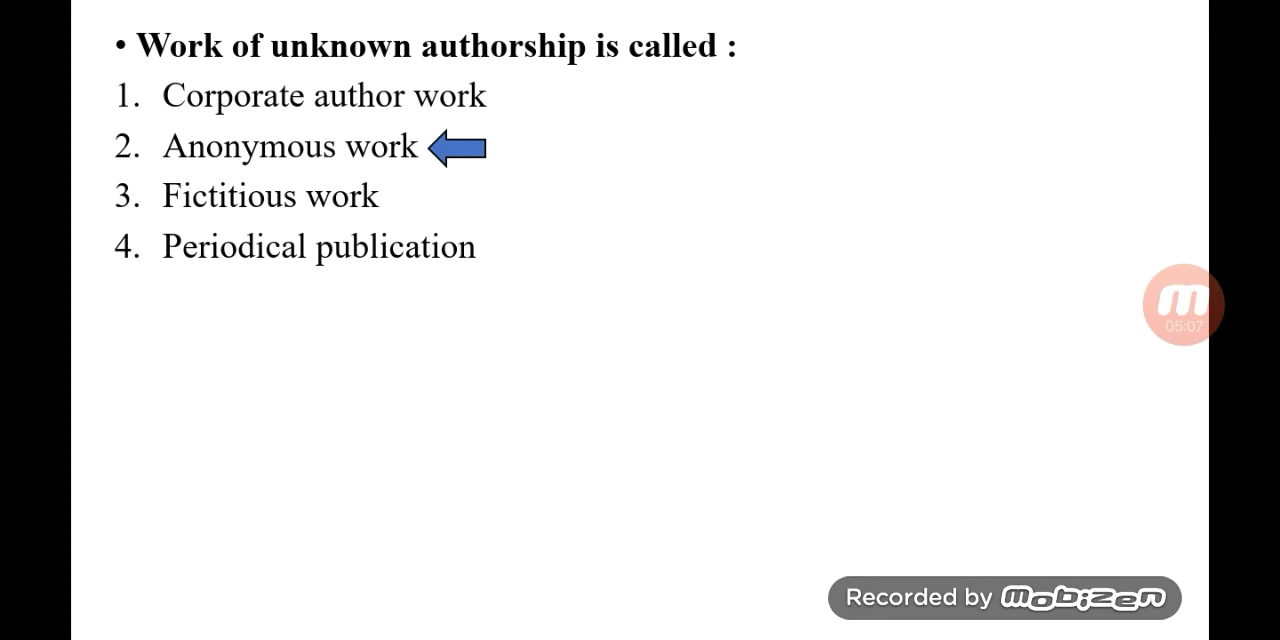 • Work of unknown authorship is called :
1. Corporate author work
2. Anonymous work
3. Fictitious work
4. Periodical publication
05:07
Recorded by mobizen